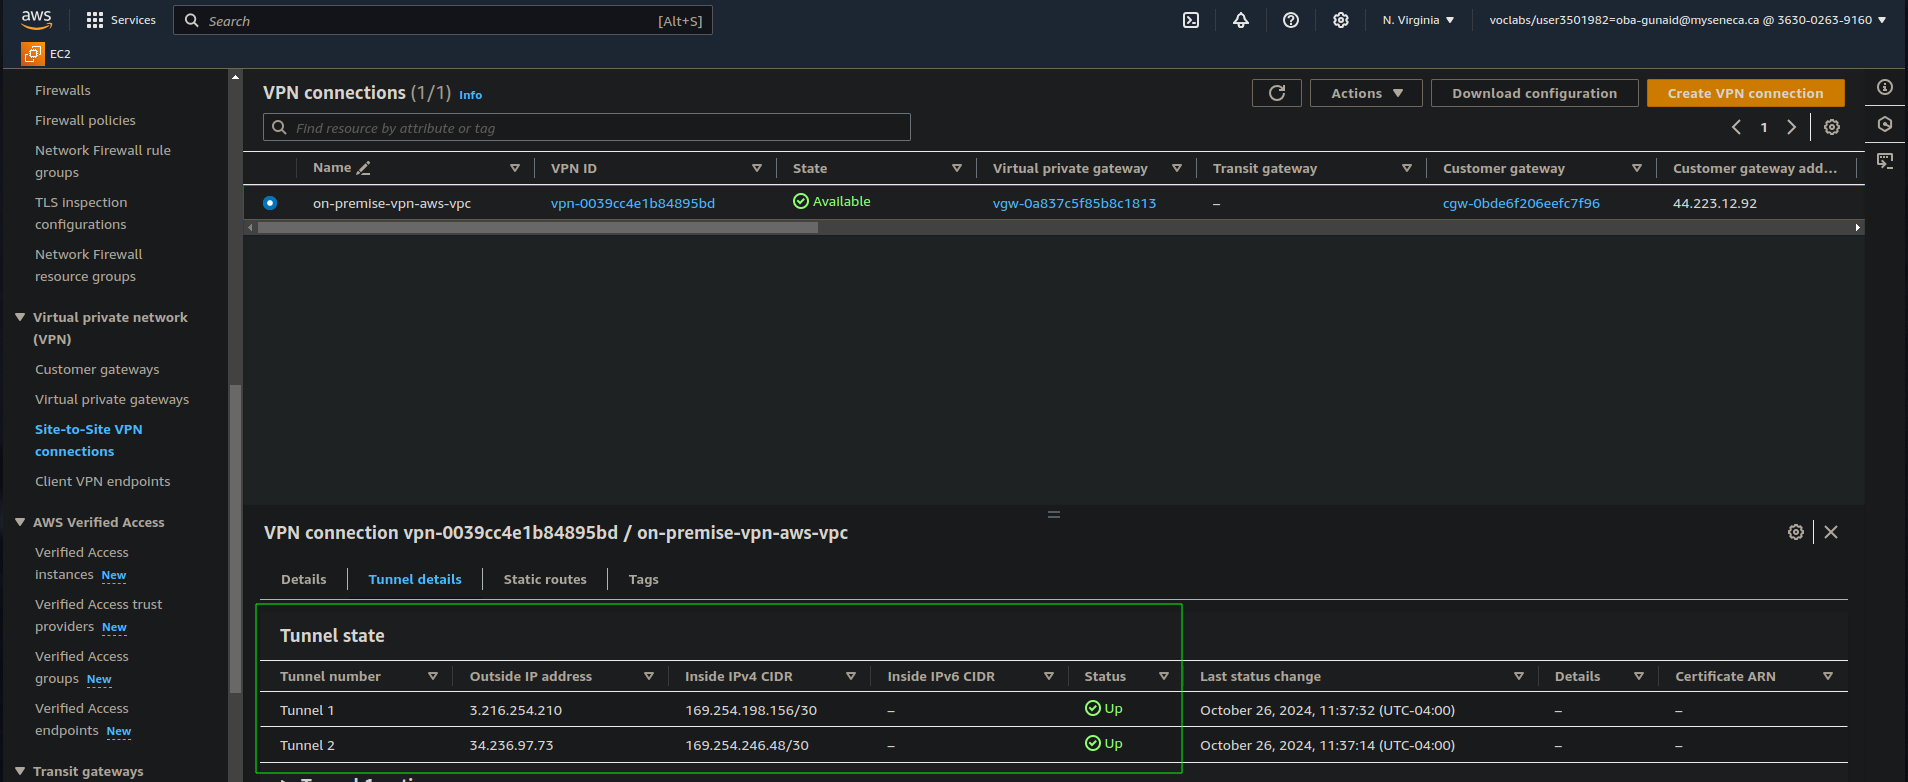 aws
Services
Search
[Alt+S]
N. Virginia
voclabs/user3501982=oba-gunaid@myseneca.ca @ 3630-0263-9160
EC2
Firewalls
Firewall policies
Network Firewall rule
groups
TLS inspection
configurations
Network Firewall
resource groups
Virtual private network
(VPN)
Customer gateways
Virtual private gateways
Site-to-Site VPN
connections
Client VPN endpoints
AWS Verified Access
Verified Access
instances New
Verified Access trust
providers New
Verified Access
groups New
Verified Access
endpoints New
Transit gateways
VPN connections (1/1) Info
Actions
Download configuration
Create VPN connection
Find resource by attribute or tag
1
Name VPN ID State Virtual private gateway Transit gateway Customer gateway Customer gateway add...
on-premise-vpn-aws-vpc vpn-0039cc4e1b84895bd Available vgw-0a837c5f85b8c1813 – cgw-0bde6f206eefc7f96 44.223.12.92
VPN connection vpn-0039cc4e1b84895bd / on-premise-vpn-aws-vpc
Details Tunnel details Static routes Tags
Tunnel state
Tunnel number Outside IP address Inside IPv4 CIDR Inside IPv6 CIDR Status Last status change Details Certificate ARN
Tunnel 1 3.216.254.210 169.254.198.156/30 – Up October 26, 2024, 11:37:32 (UTC-04:00) – –
Tunnel 2 34.236.97.73 169.254.246.48/30 – Up October 26, 2024, 11:37:14 (UTC-04:00) – –